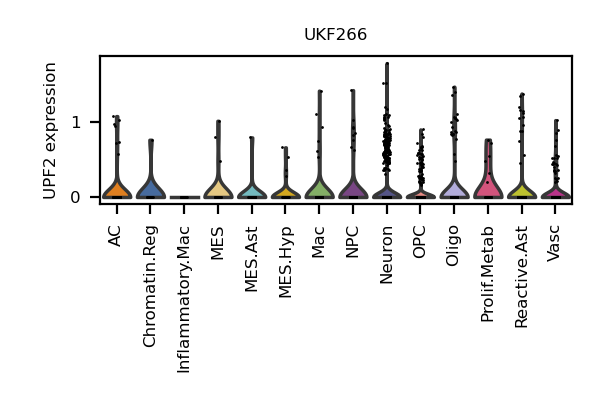 UKF266
UPF2 expression
1
0
AC
Chromatin.Reg
Inflammatory.Mac
MES
MES.Ast
MES.Hyp
Mac
NPC
Neuron
OPC
Oligo
Prolif.Metab
Reactive.Ast
Vasc